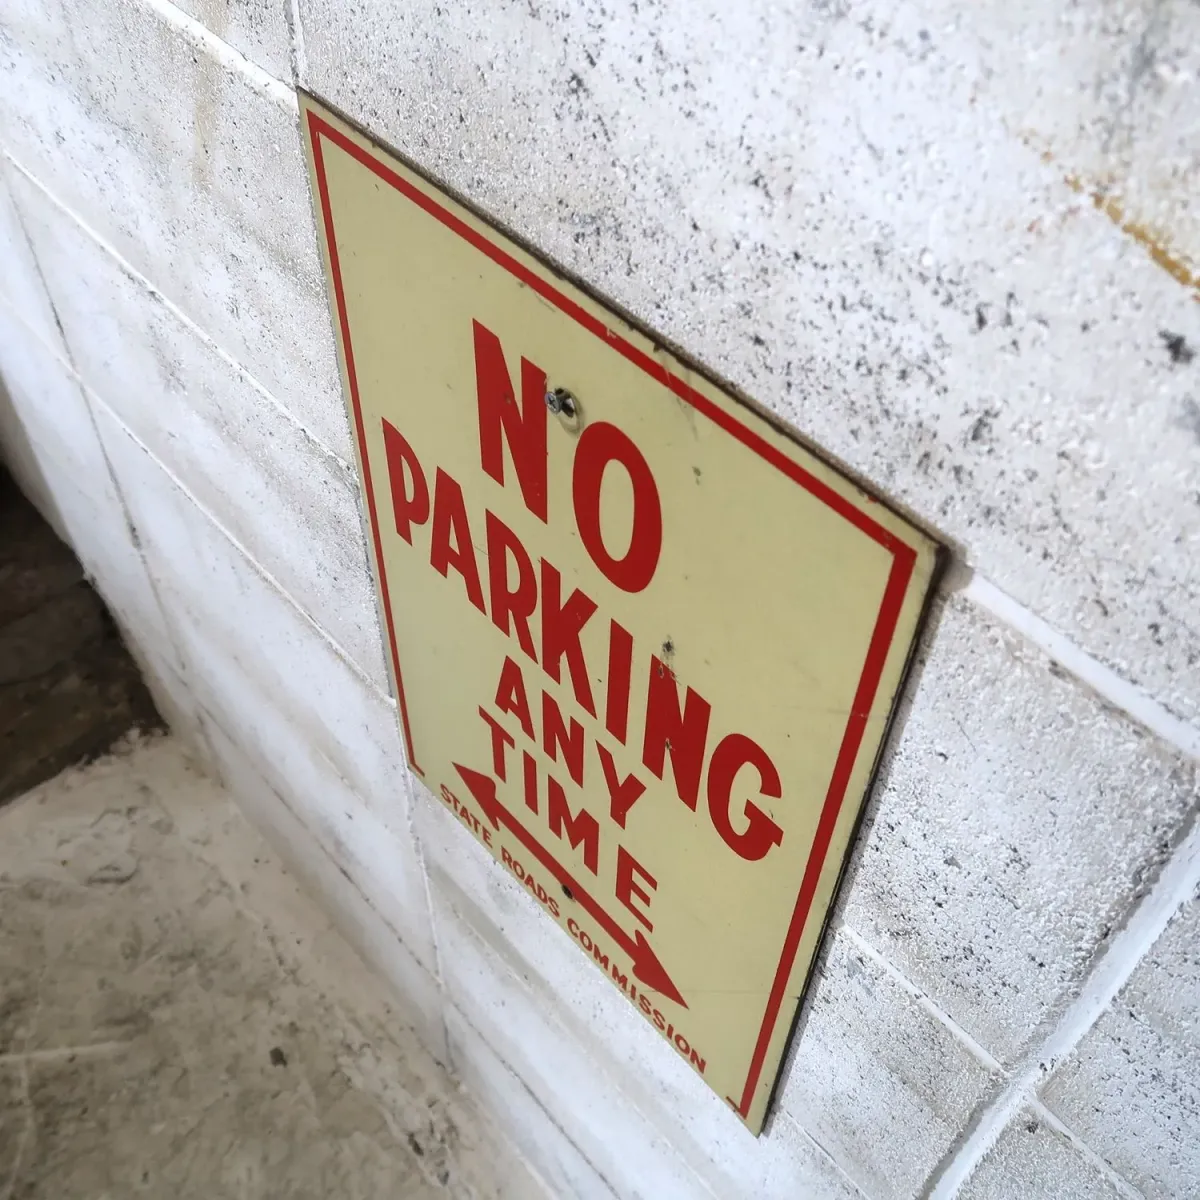 NO
PARKING
ANY
TIME
STATE ROADS COMMISSION